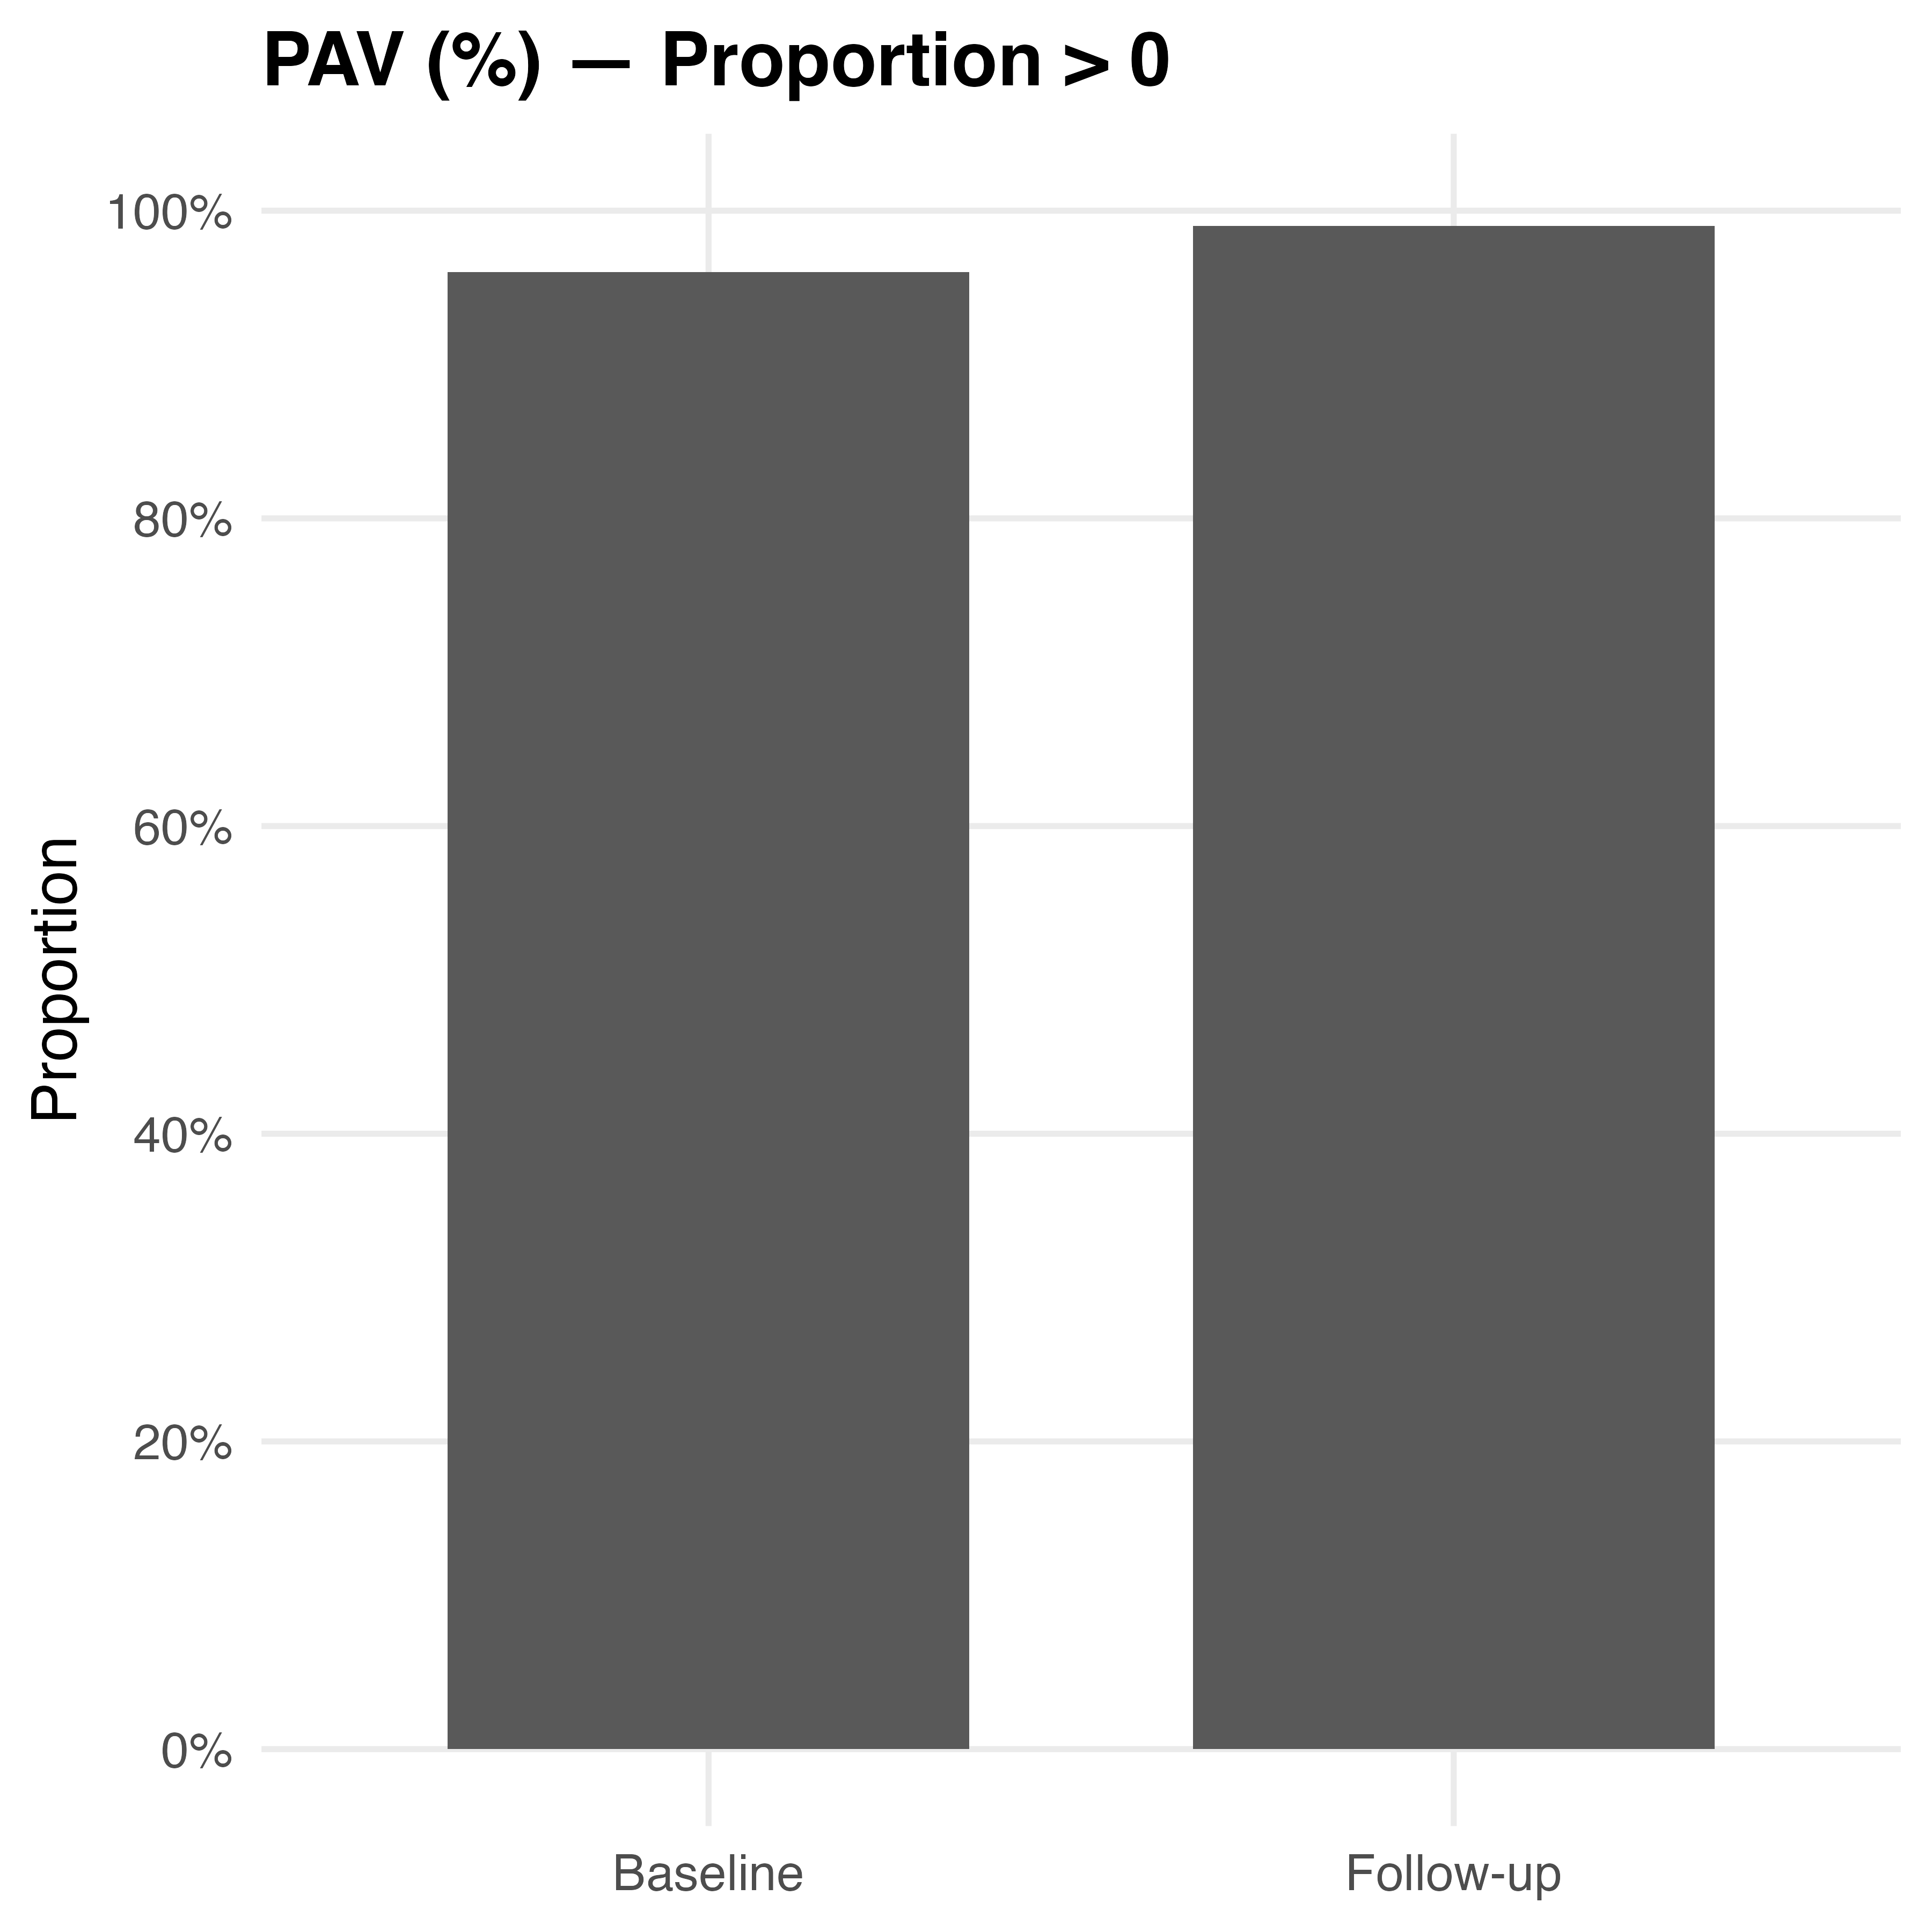 PAV (%) — Proportion > 0
100%
80%
60%
40%
20%
0%
Proportion
Baseline
Follow-up